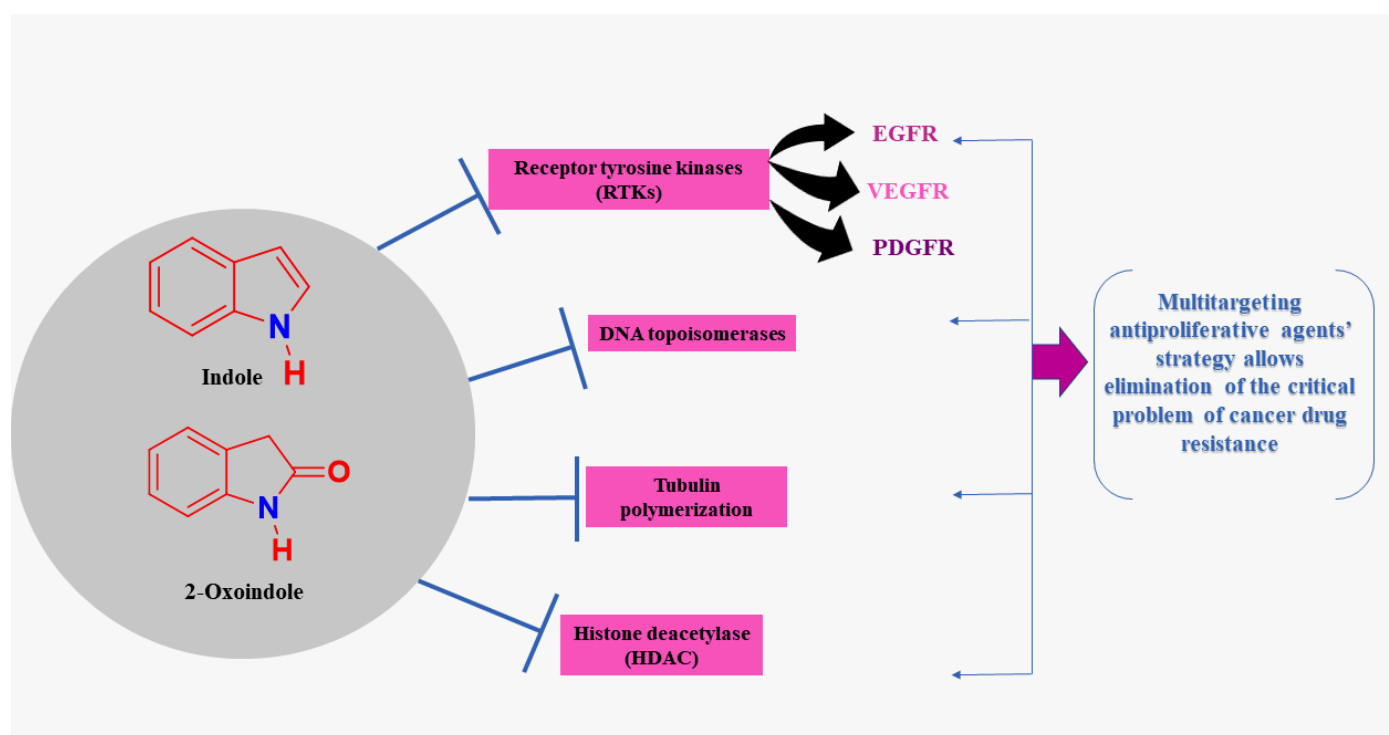 Receptor tyrosine kinases
(RTKs)
EGFR
VEGFR
PDGFR
N
H
Indole
DNA topoisomerases
Multitargeting
antiproliferative agents’
strategy allows
elimination of the critical
problem of cancer drug
resistance
O
N
H
2-Oxoindole
Tubulin
polymerization
Histone deacetylase
(HDAC)